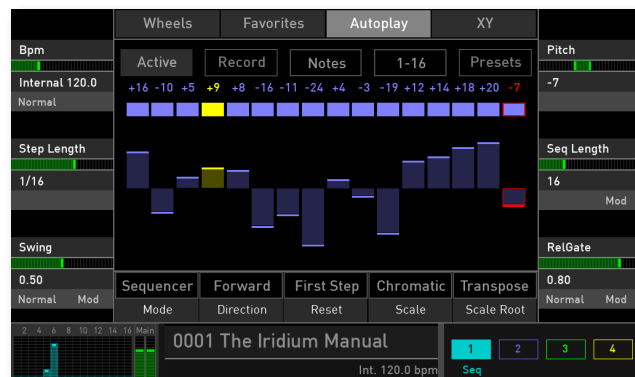 Wheels Favorites Autoplay XY
Bpm
Internal 120.0
Normal
Step Length
1/16
Swing
0.50
Normal Mod
Active Record Notes 1-16 Presets
+16 -10 +5 +9 +8 -16 -11 -24 +4 -3 -19 +12 +14 +18 +20 -7
Pitch
-7
Seq Length
16
Mod
RelGate
0.80
Normal Mod
Sequencer Forward First Step Chromatic Transpose
Mode Direction Reset Scale Scale Root
2 4 6 8 10 12 14 16 Main
0001 The Iridium Manual
Int. 120.0 bpm
1 2 3 4
Seq